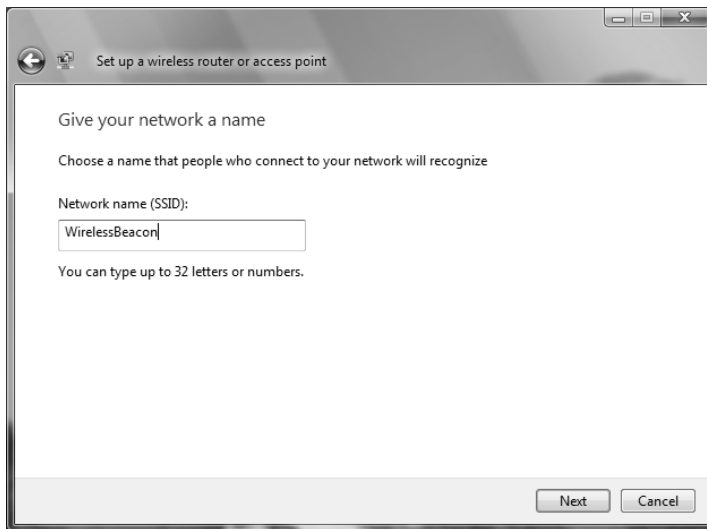 Set up a wireless router or access point
Give your network a name
Choose a name that people who connect to your network will recognize
Network name (SSID):
WirelessBeacon
You can type up to 32 letters or numbers.
Next Cancel